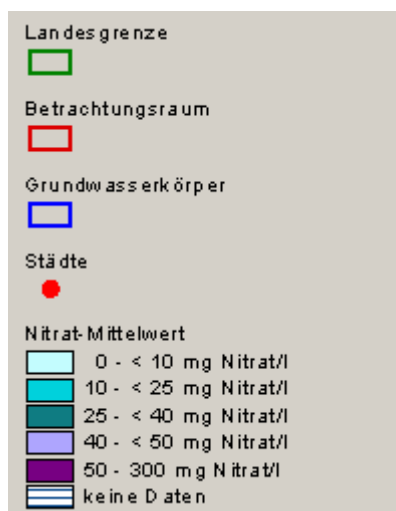 Landesgrenze
Betrachtungsraum
Grundwasserkörper
Städte
Nitrat-Mittelwert
0 - < 10 mg Nitrat/l
10 - < 25 mg Nitrat/l
25 - < 40 mg Nitrat/l
40 - < 50 mg Nitrat/l
50 - 300 mg Nitrat/l
keine Daten